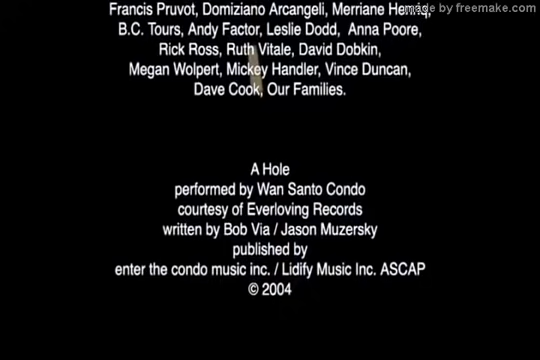 made by freemake.com
Francis Pruvot, Domiziano Arcangeli, Merriane
B.C. Tours, Andy Factor, Leslie Dodd, Anna Poore,
Rick Ross, Ruth Vitale, David Dobkin,
Megan Wolpert, Mickey Handler, Vince Duncan,
Dave Cook, Our Families.
A Hole
performed by Wan Santo Condo
courtesy of Everloving Records
written by Bob Via / Jason Muzersky
published by
enter the condo music inc. / Lidify Music Inc. ASCAP
© 2004